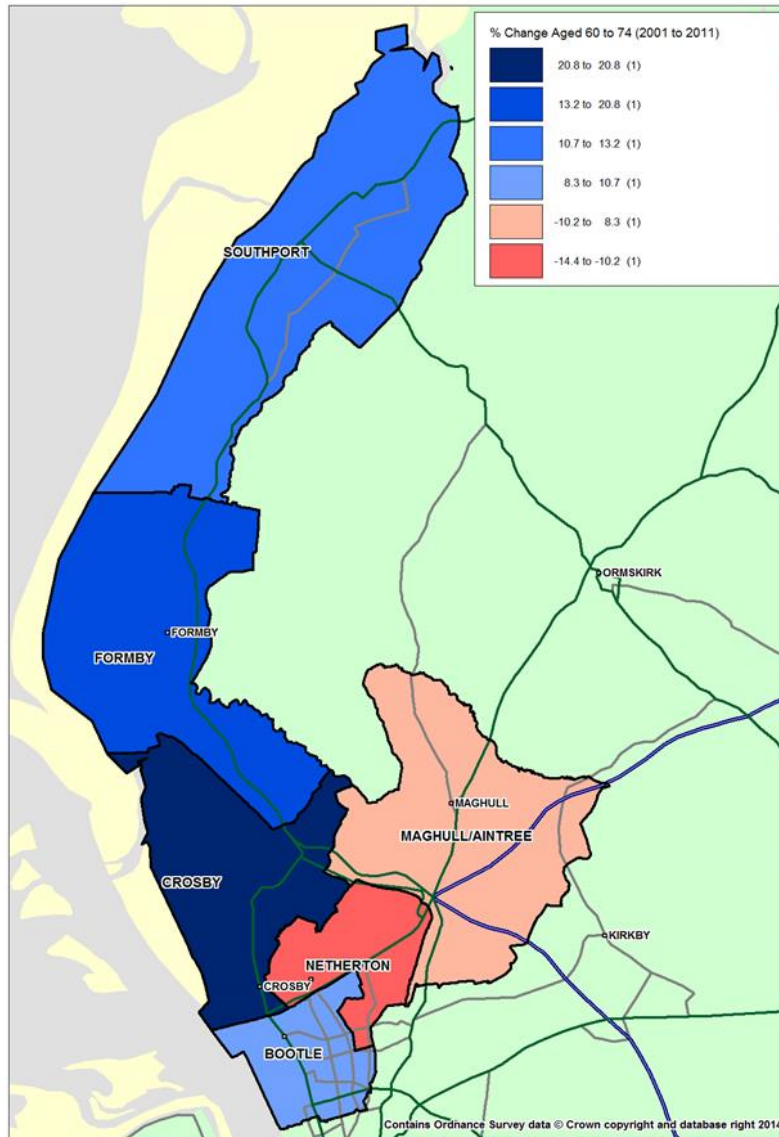 % Change Aged 60 to 74 (2001 to 2011)
20.8 to 20.8 (1)
13.2 to 20.8 (1)
10.7 to 13.2 (1)
8.3 to 10.7 (1)
-10.2 to 8.3 (1)
-14.4 to -10.2 (1)
SOUTHPORT
ORMSKIRK
FORMBY
FORMBY
MAGHULL
MAGHULL/AINTREE
CROSBY
KIRKBY
NETHERTON
CROSBY
BOOTLE
Contains Ordnance Survey data © Crown copyright and database right 201